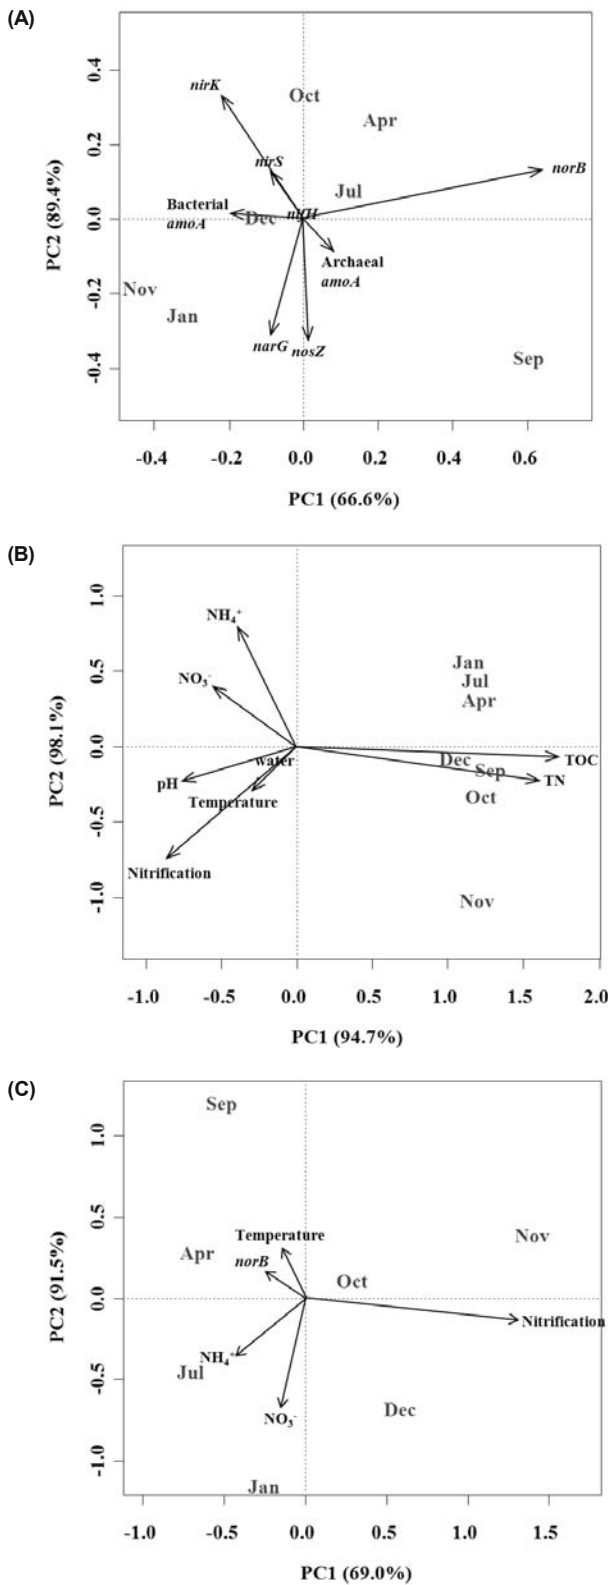 (A)
0.4
0.2
0.0
-0.2
-0.4
PC2 (89.4%)
nirK
Oct
Apr
nirS
norB
Jul
Bacterial
amoA
Dec
nifH
Archaeal
amoA
Nov
Jan
narG
nosZ
Sep
-0.4
-0.2
0.0
0.2
0.4
0.6
PC1 (66.6%)
(B)
1.0
0.5
0.0
-0.5
-1.0
PC2 (98.1%)
NH₄⁺
NO₃⁻
Jan
Jul
Apr
water
Dec
TOC
Sep
TN
pH
Temperature
Oct
Nitrification
Nov
-1.0
-0.5
0.0
0.5
1.0
1.5
2.0
PC1 (94.7%)
(C)
1.0
0.5
0.0
-0.5
-1.0
PC2 (91.5%)
Sep
Temperature
Nov
Apr
norB
Oct
Nitrification
NH₄⁺
Jul
NO₃⁻
Dec
Jan
-1.0
-0.5
0.0
0.5
1.0
1.5
PC1 (69.0%)